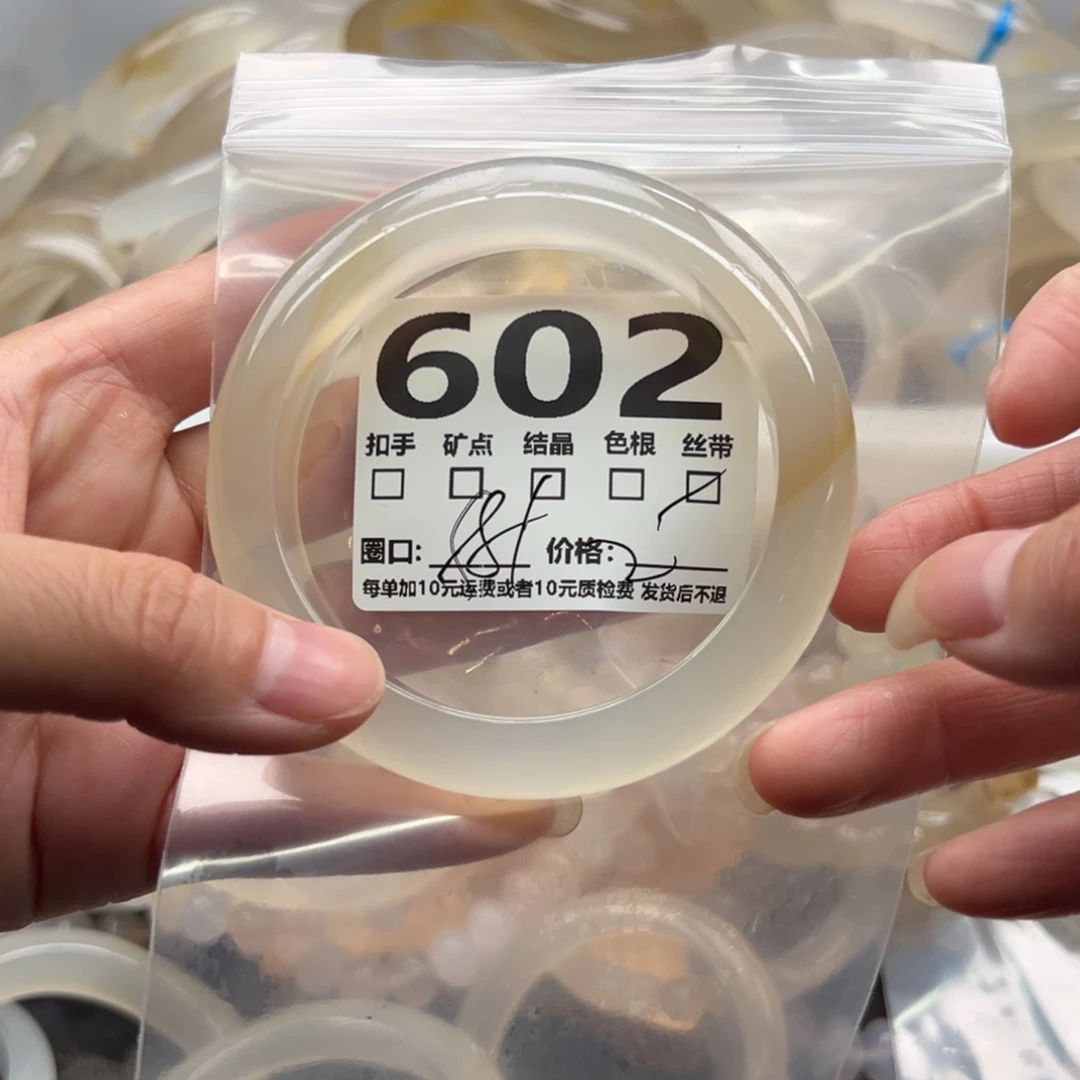 602
扣手 矿点 结晶 色根 丝带
圈口: 价格:
每单加10元运费或者10元质检费 发货后不退